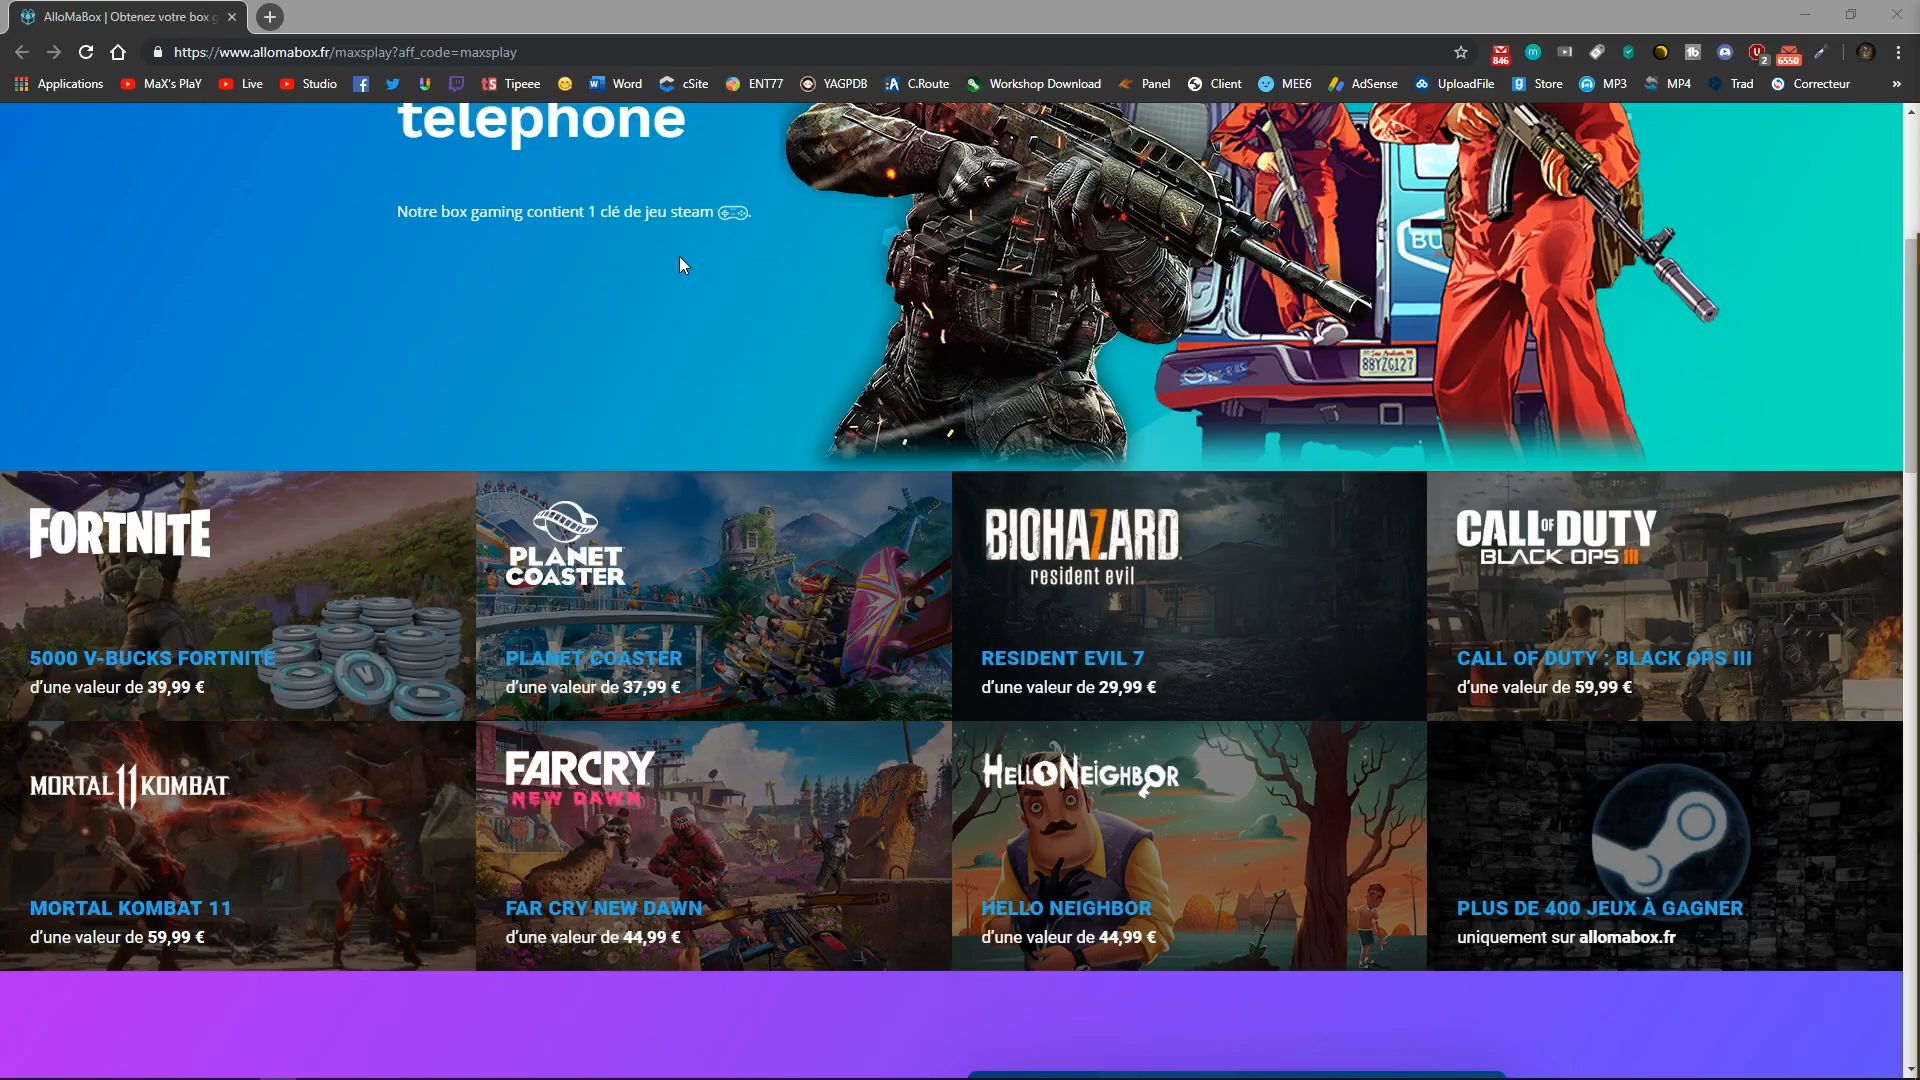 AlloMaBox | Obtenez votre box g
https://www.allomabox.fr/maxsplay?aff_code=maxsplay
846
2
6550
Applications
MaX's PlaY
Live
Studio
Tipeee
Word
cSite
ENT77
YAGPDB
C.Route
Workshop Download
Panel
Client
MEE6
AdSense
UploadFile
Store
MP3
MP4
Trad
Correcteur
telephone
Notre box gaming contient 1 clé de jeu steam
88YZG127
FORTNITE
5000 V-BUCKS FORTNITE
d’une valeur de 39,99 €
PLANET
COASTER
PLANET COASTER
d’une valeur de 37,99 €
BIOHAZARD
resident evil
RESIDENT EVIL 7
d’une valeur de 29,99 €
CALL OF DUTY
BLACK OPS III
CALL OF DUTY : BLACK OPS III
d’une valeur de 59,99 €
MORTAL 11 KOMBAT
MORTAL KOMBAT 11
d’une valeur de 59,99 €
FARCRY
NEW DAWN
FAR CRY NEW DAWN
d’une valeur de 44,99 €
HELLO NEIGHBOR
HELLO NEIGHBOR
d’une valeur de 44,99 €
PLUS DE 400 JEUX À GAGNER
uniquement sur allomabox.fr